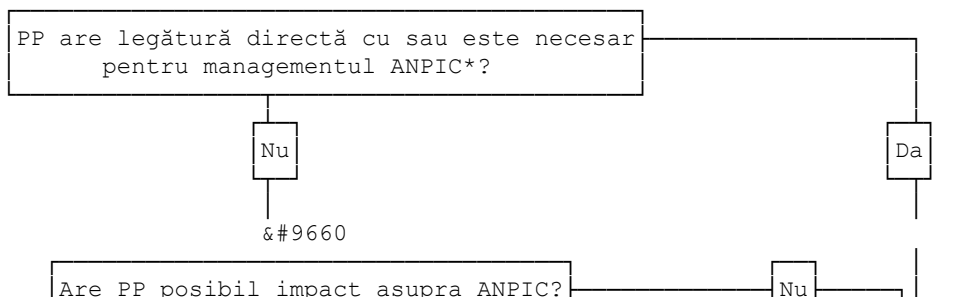 PP are legătură directă cu sau este necesar
pentru managementul ANPIC*?
Nu
Da
&#9660
Are PP posibil impact asupra ANPIC?
Nu